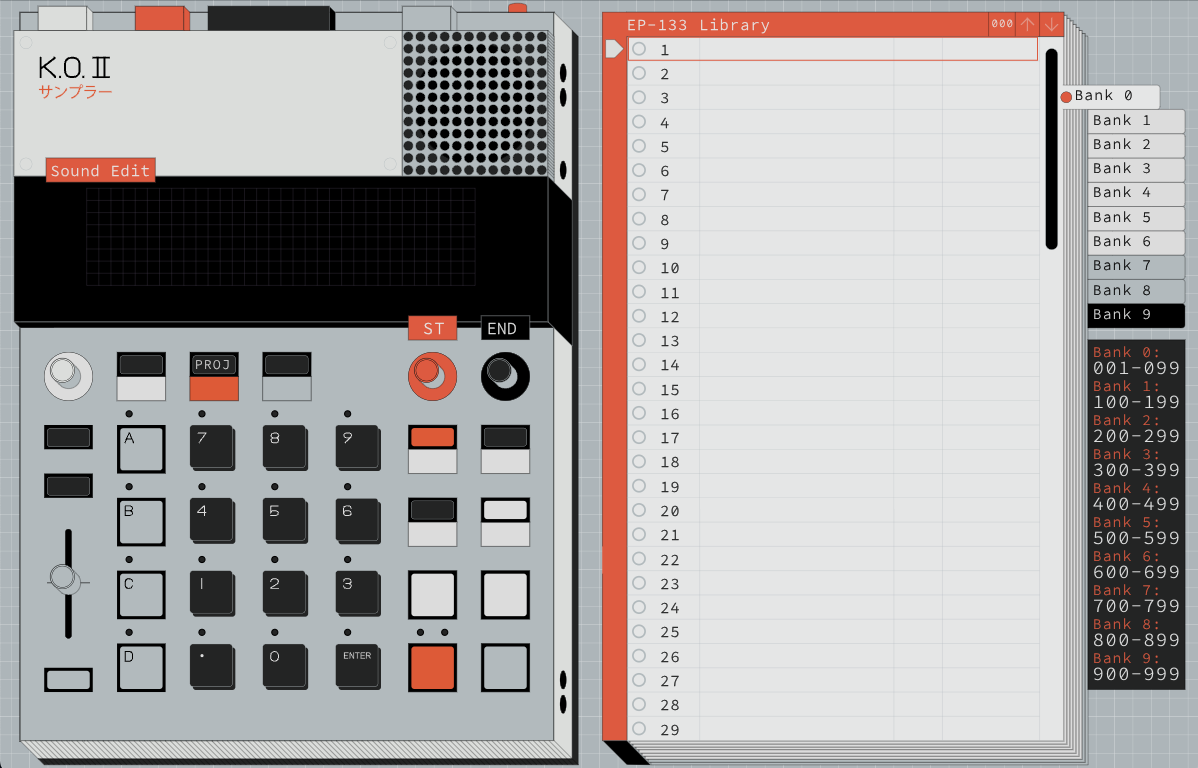 K.O. II
サンプラー
Sound Edit
ST
END
PROJ
A
7
8
9
B
4
5
6
C
1
2
3
D
.
0
ENTER
EP-133 Library
000
↑
↓
1
2
3
4
5
6
7
8
9
10
11
12
13
14
15
16
17
18
19
20
21
22
23
24
25
26
27
28
29
Bank 0
Bank 1
Bank 2
Bank 3
Bank 4
Bank 5
Bank 6
Bank 7
Bank 8
Bank 9
Bank 0:
001-099
Bank 1:
100-199
Bank 2:
200-299
Bank 3:
300-399
Bank 4:
400-499
Bank 5:
500-599
Bank 6:
600-699
Bank 7:
700-799
Bank 8:
800-899
Bank 9:
900-999